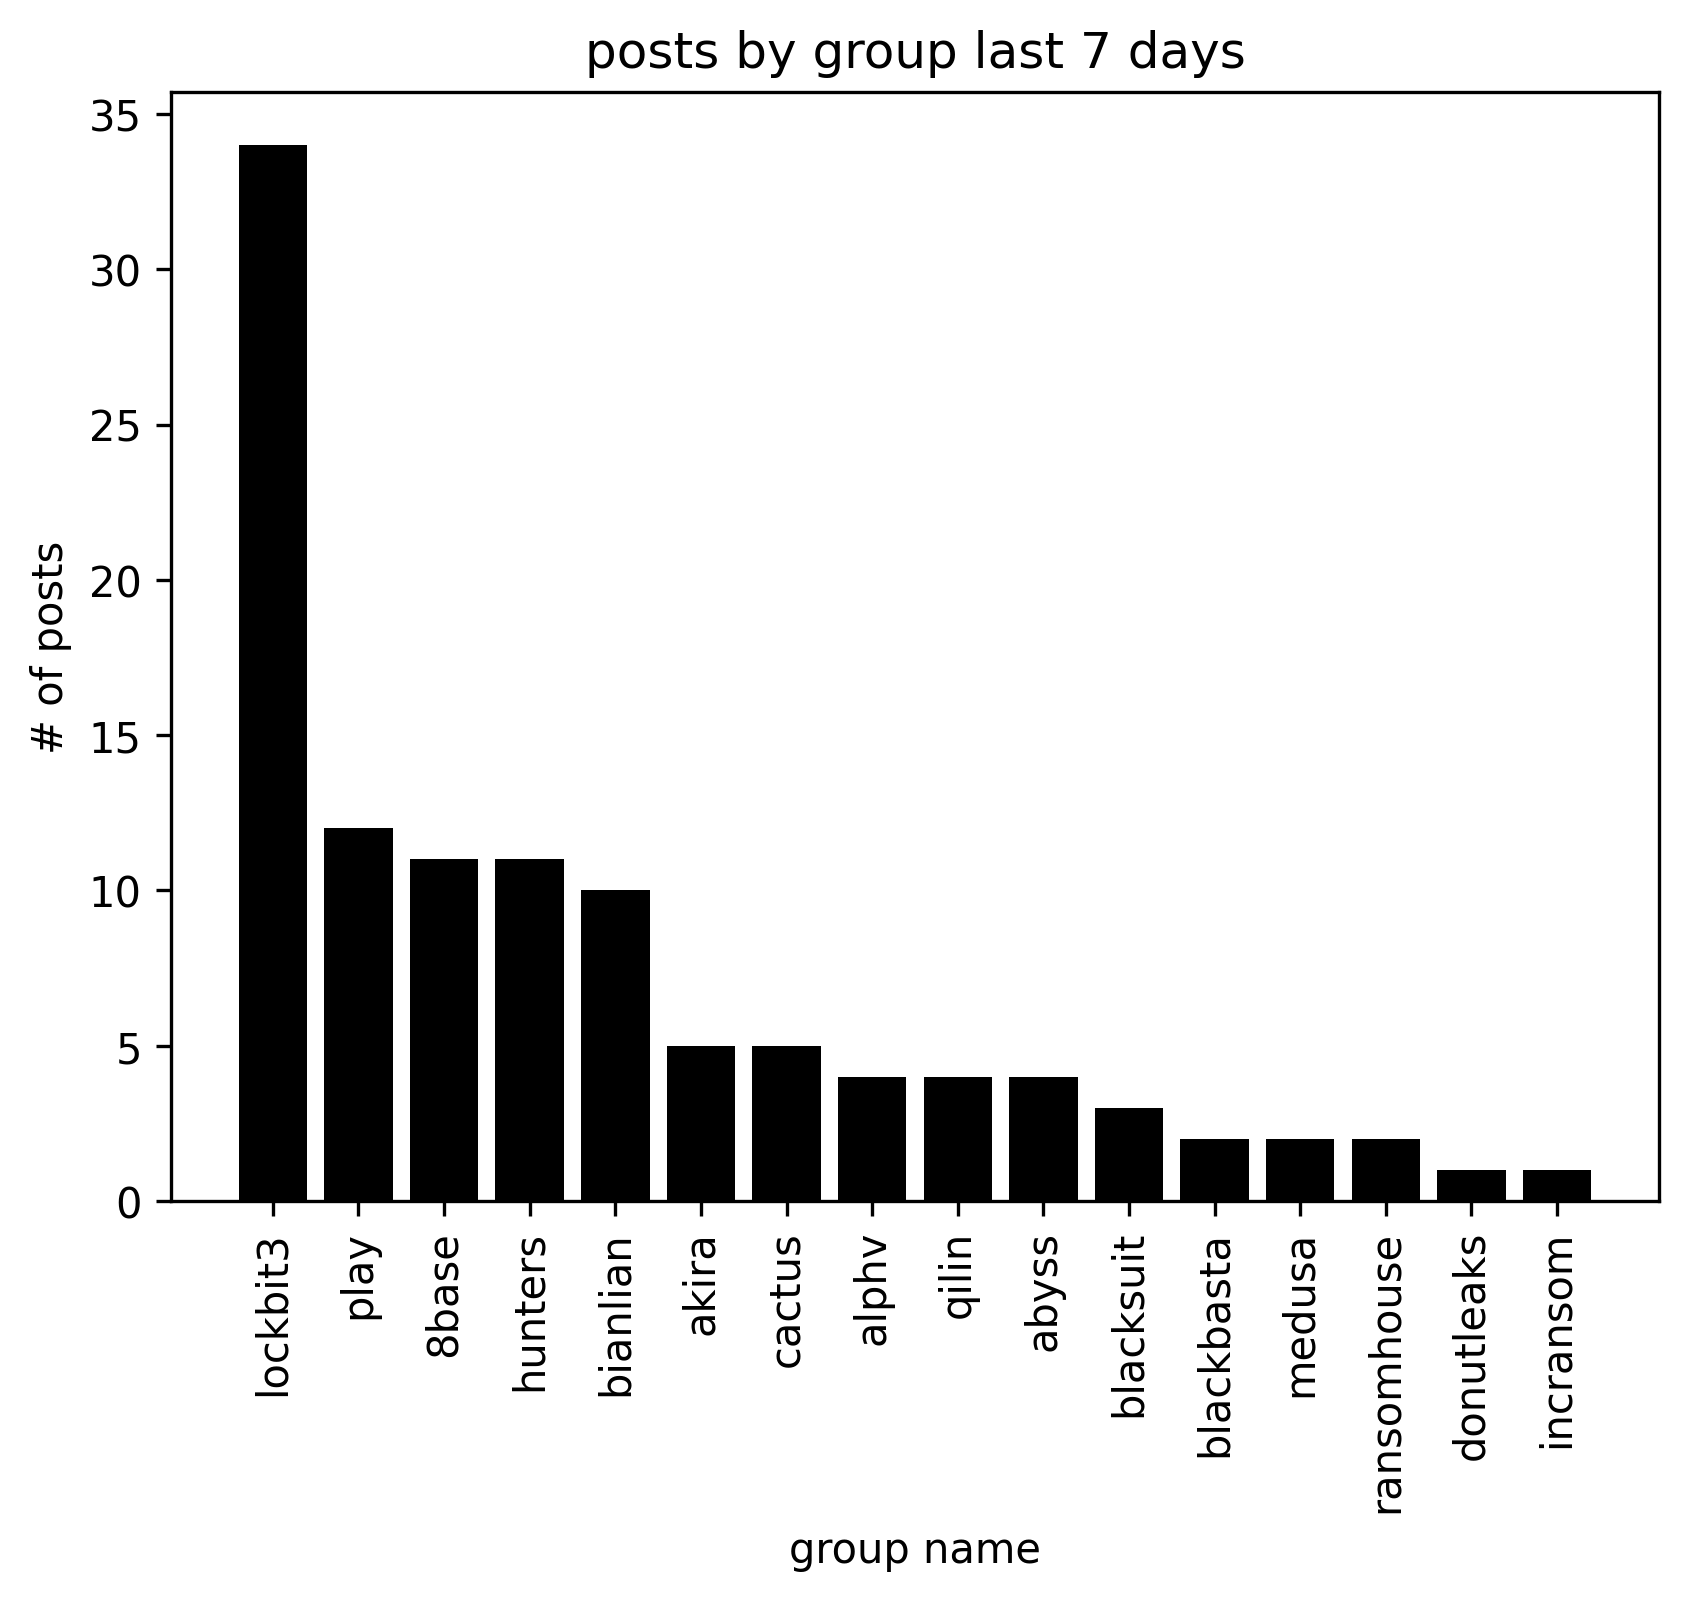 posts by group last 7 days
35
30
25
20
15
10
5
0
# of posts
lockbit3
play
8base
hunters
bianlian
akira
cactus
alphv
qilin
abyss
blacksuit
blackbasta
medusa
ransomhouse
donutleaks
incransom
group name